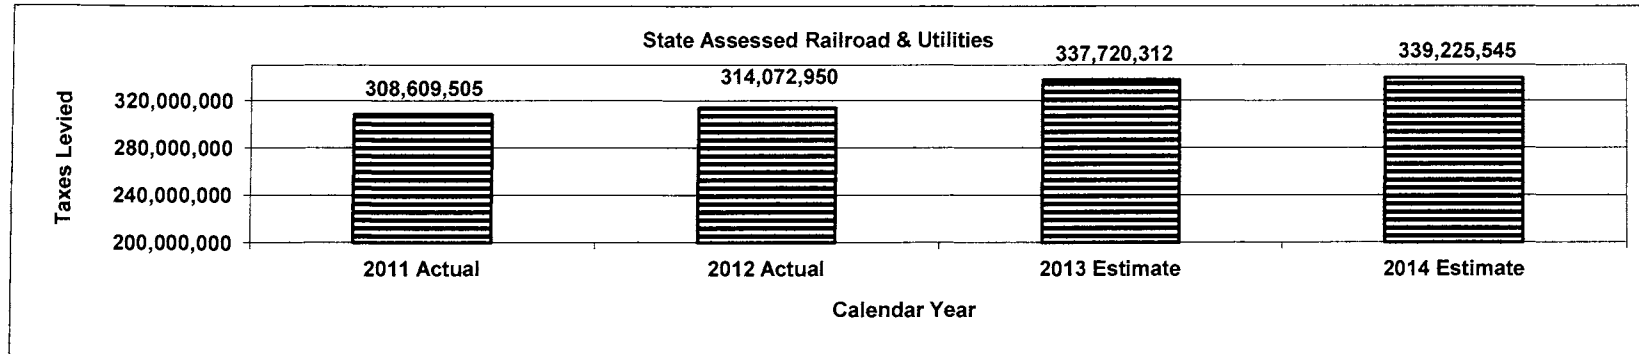 State Assessed Railroad & Utilities
308,609,505
314,072,950
337,720,312
339,225,545
Taxes Levied
320,000,000
280,000,000
240,000,000
200,000,000
2011 Actual
2012 Actual
2013 Estimate
2014 Estimate
Calendar Year